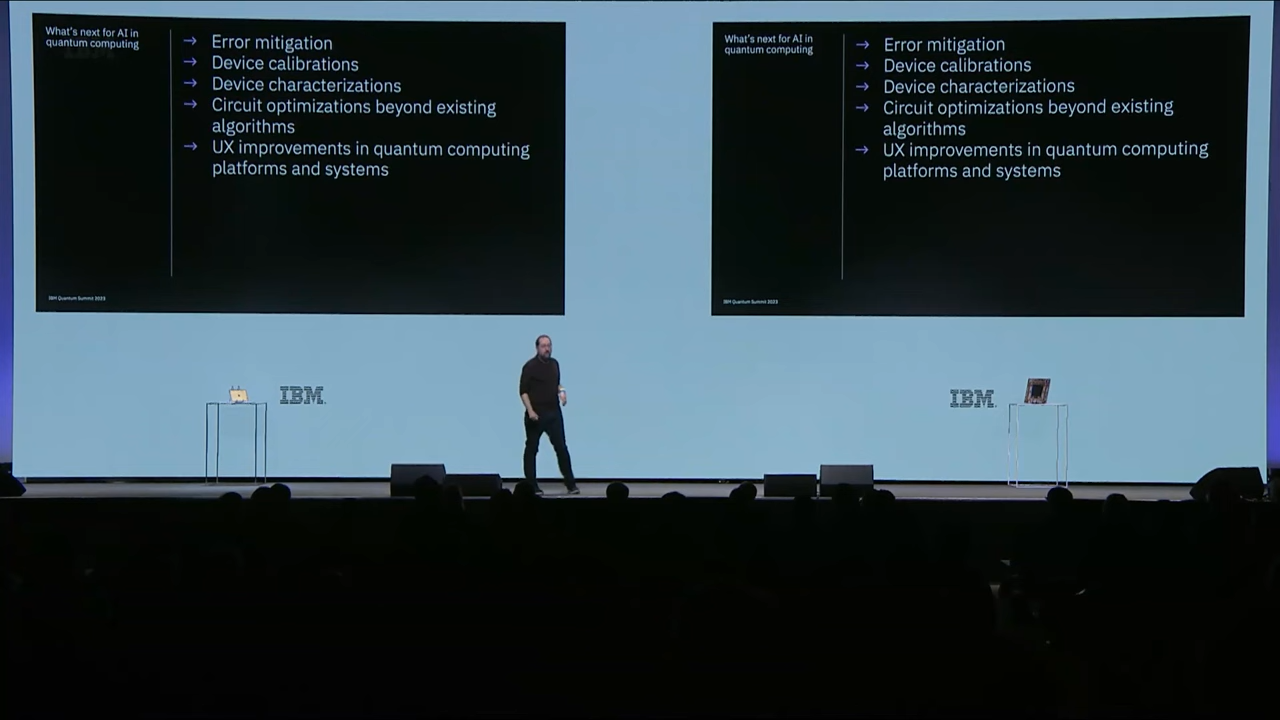 What's next for AI in
quantum computing
→ Error mitigation
→ Device calibrations
→ Device characterizations
→ Circuit optimizations beyond existing
algorithms
→ UX improvements in quantum computing
platforms and systems
IBM Quantum Summit 2023
What's next for AI in
quantum computing
→ Error mitigation
→ Device calibrations
→ Device characterizations
→ Circuit optimizations beyond existing
algorithms
→ UX improvements in quantum computing
platforms and systems
IBM Quantum Summit 2023
IBM
IBM